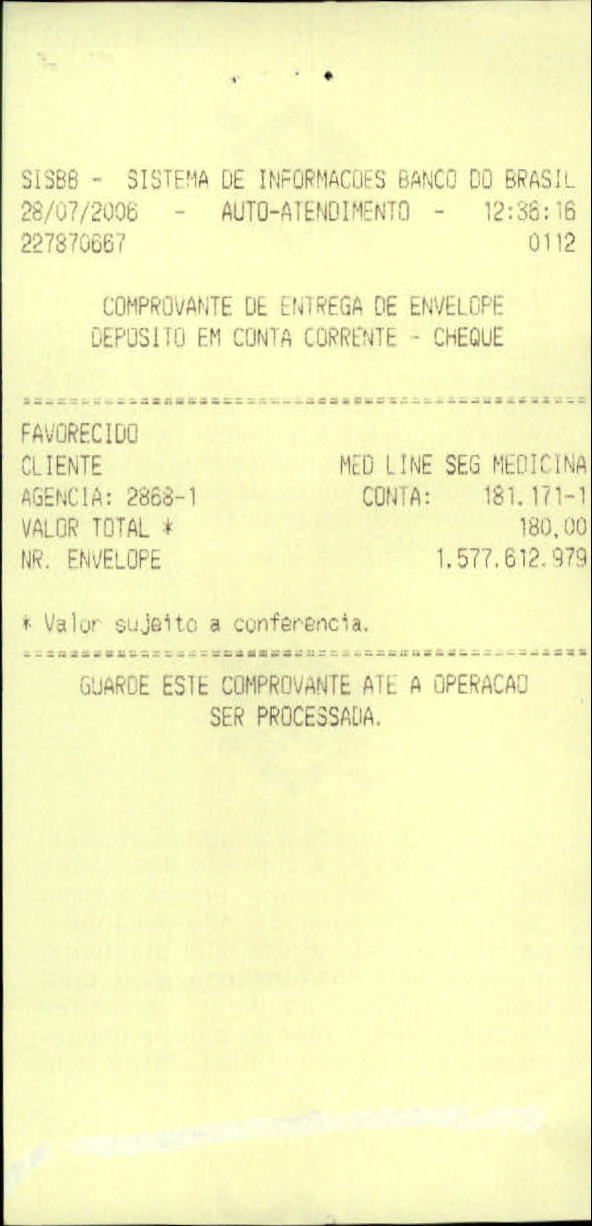 SISBB - SISTEMA DE INFORMACOES BANCO DO BRASIL
28/07/2006 - AUTO-ATENDIMENTO - 12:36:16
227870667 0112
COMPROVANTE DE ENTREGA DE ENVELOPE
DEPOSITO EM CONTA CORRENTE - CHEQUE
================================================
FAVORECIDO
CLIENTE MED LINE SEG MEDICINA
AGENCIA: 2868-1 CONTA: 181.171-1
VALOR TOTAL * 180,00
NR. ENVELOPE 1.577.612.979
* Valor sujeito a conferencia.
================================================
GUARDE ESTE COMPROVANTE ATE A OPERACAO
SER PROCESSADA.